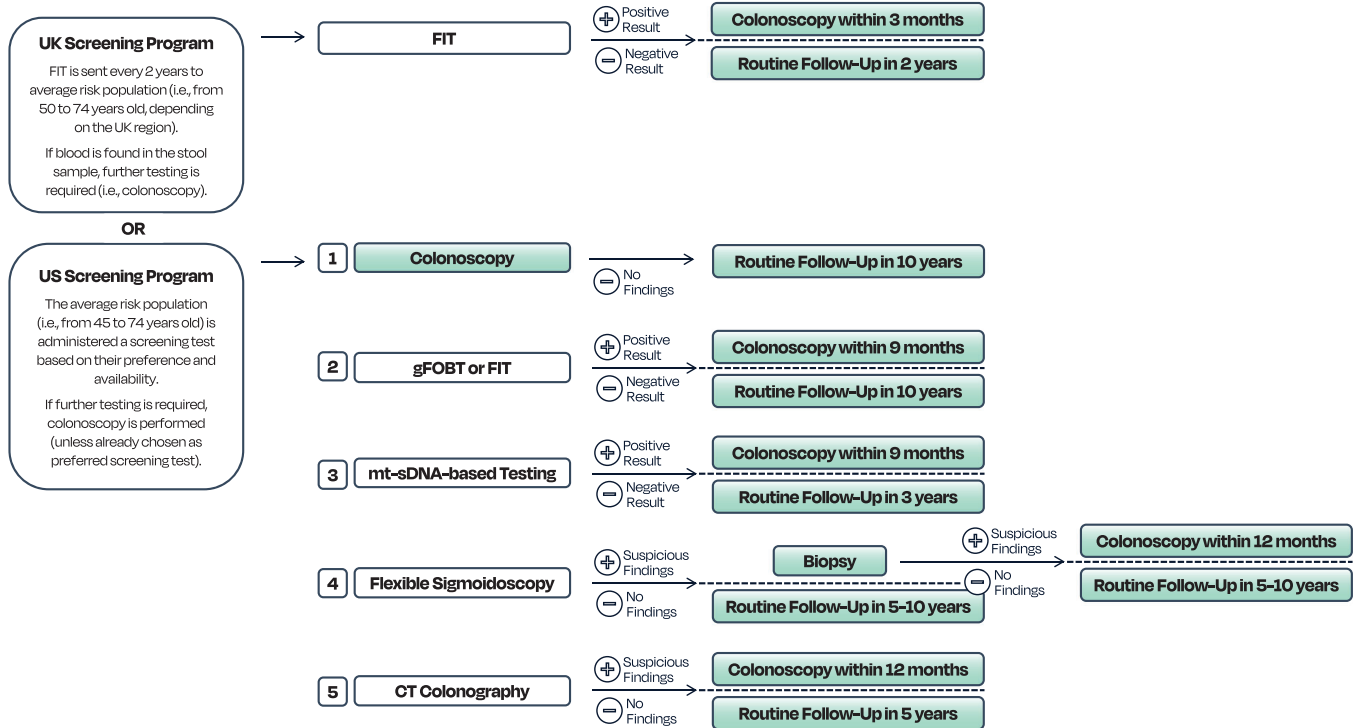 UK Screening Program
FIT is sent every 2 years to
average risk population (i.e., from
50 to 74 years old, depending
on the UK region).
If blood is found in the stool
sample, further testing is
required (i.e., colonoscopy).
FIT
Positive
Result
Negative
Result
Colonoscopy within 3 months
Routine Follow-Up in 2 years
OR
US Screening Program
The average risk population
(i.e., from 45 to 74 years old) is
administered a screening test
based on their preference and
availability.
If further testing is required,
colonoscopy is performed
(unless already chosen as
preferred screening test).
1
Colonoscopy
No
Findings
Routine Follow-Up in 10 years
2
gFOBT or FIT
Positive
Result
Negative
Result
Colonoscopy within 9 months
Routine Follow-Up in 10 years
3
mt-sDNA-based Testing
Positive
Result
Negative
Result
Colonoscopy within 9 months
Routine Follow-Up in 3 years
4
Flexible Sigmoidoscopy
Suspicious
Findings
No
Findings
Biopsy
Routine Follow-Up in 5-10 years
Suspicious
Findings
No
Findings
Colonoscopy within 12 months
Routine Follow-Up in 5-10 years
5
CT Colonography
Suspicious
Findings
No
Findings
Colonoscopy within 12 months
Routine Follow-Up in 5 years